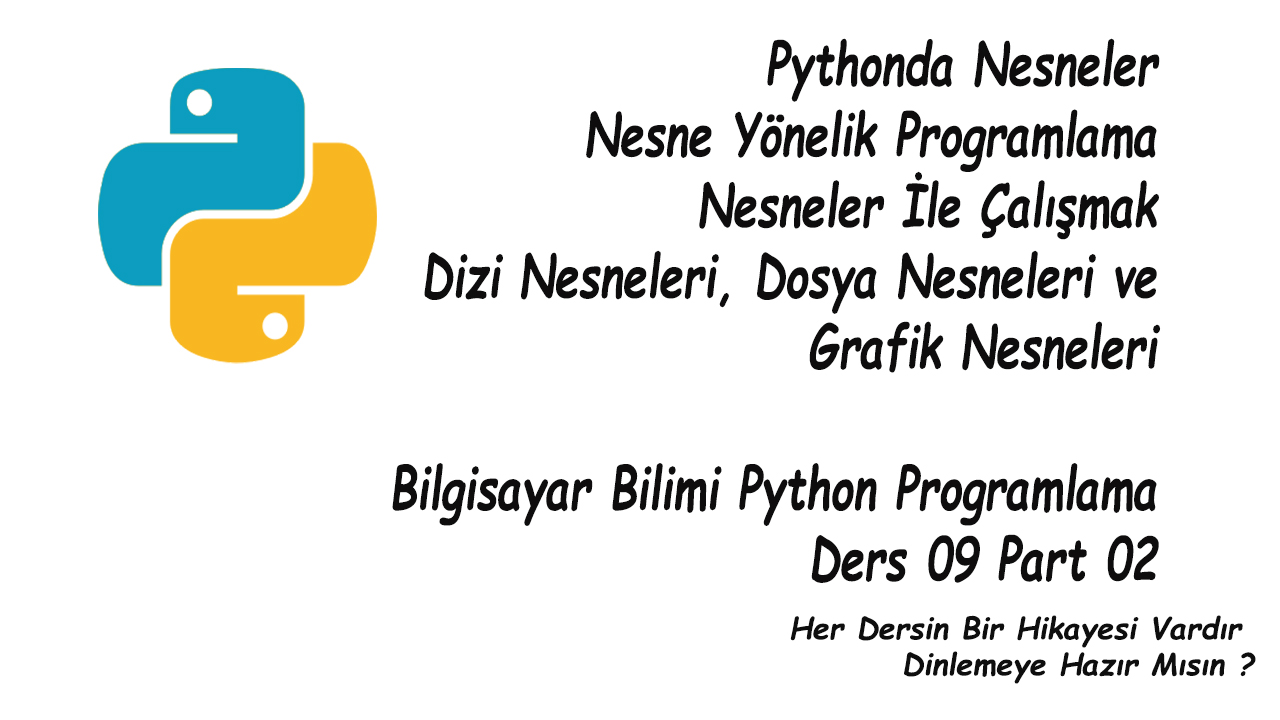 Pythonda Nesneler
Nesne Yönelik Programlama
Nesneler İle Çalışmak
Dizi Nesneleri, Dosya Nesneleri ve
Grafik Nesneleri
Bilgisayar Bilimi Python Programlama
Ders 09 Part 02
Her Dersin Bir Hikayesi Vardır
Dinlemeye Hazır Mısın ?